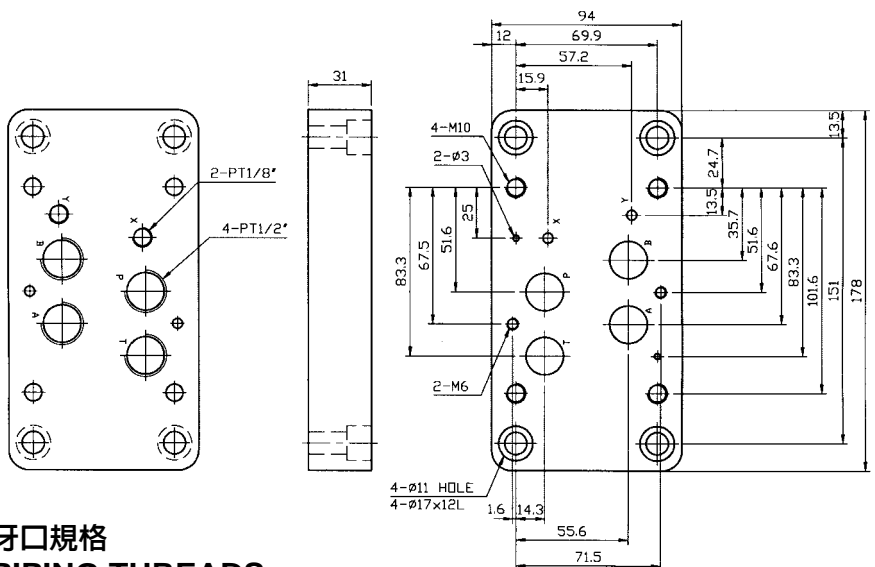 94
12 69.9
57.2
31
15.9
13.5
4-M10
24.7
2-PT1/8"
2-Ø3
13.5
Y
Y
X
25
X
35.7
4-PT1/2"
51.6
51.6
B
B
67.5
67.6
P
83.3
P
83.3
101.6
151
178
A
A
T
T
2-M6
4-Ø11 HOLE
4-Ø17x12L
1.6 14.3
55.6
71.5
牙口規格
PIPING THREADS